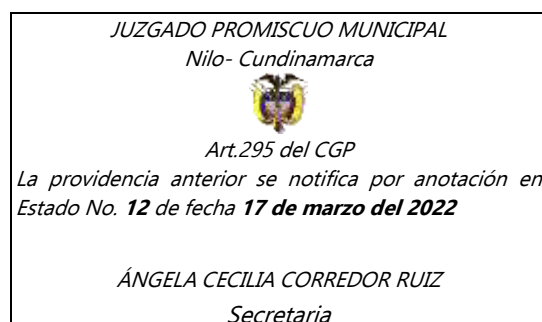 JUZGADO PROMISCUO MUNICIPAL
Nilo- Cundinamarca
Art.295 del CGP
La providencia anterior se notifica por anotación en
Estado No. 12 de fecha 17 de marzo del 2022
ÁNGELA CECILIA CORREDOR RUIZ
Secretaria